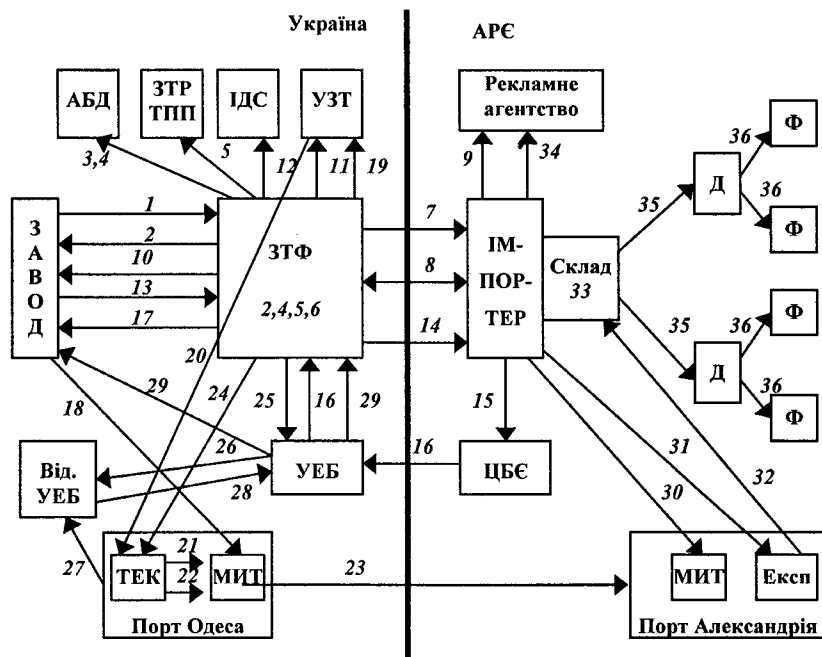 Україна
АРЄ
АБД
ЗТР
ТПП
ІДС
УЗТ
Рекламне
агентство
3,4
5
12
11
19
9
34
36
Ф
Д
36
35
Ф
1
2
10
13
17
З
А
В
О
Д
ЗТФ
2,4,5,6
7
8
14
ІМ-
ПОР-
ТЕР
Склад
33
35
36
Ф
Д
36
Ф
18
29
20
24
25
16
29
15
31
32
30
Від.
УЕБ
26
28
УЕБ
16
ЦБЄ
27
ТЕК
21
22
МИТ
23
МИТ
Експ
Порт Одеса
Порт Александрія